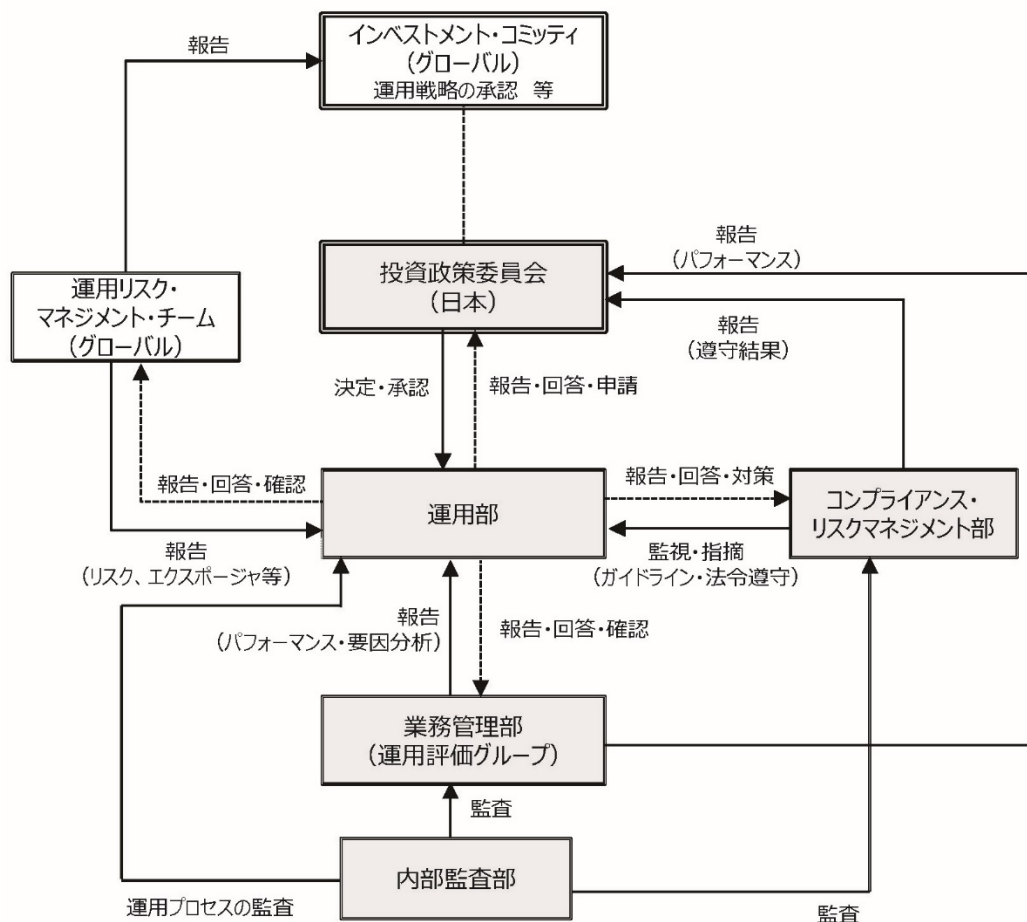 インベストメント・コミッティ
(グローバル)
運用戦略の承認 等
報告
報告
(パフォーマンス)
投資政策委員会
(日本)
運用リスク・
マネジメント・チーム
(グローバル)
報告
(遵守結果)
決定・承認
報告・回答・申請
報告・回答・確認
運用部
報告・回答・対策
コンプライアンス・
リスクマネジメント部
報告
(リスク、エクスポージャ等)
監視・指摘
(ガイドライン・法令遵守)
報告
(パフォーマンス・要因分析)
報告・回答・確認
業務管理部
(運用評価グループ)
監査
内部監査部
運用プロセスの監査
監査